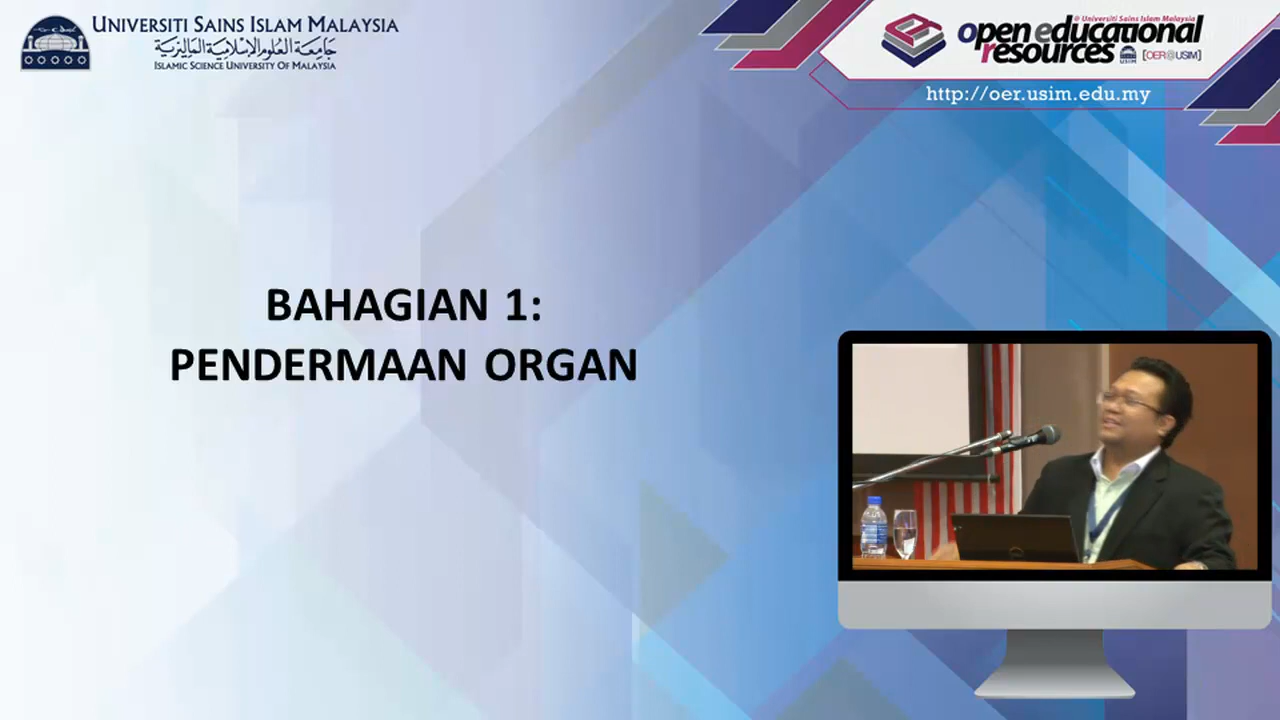 UNIVERSITI SAINS ISLAM MALAYSIA
جامعة العلوم الإسلامية الماليزية
ISLAMIC SCIENCE UNIVERSITY OF MALAYSIA
@ Universiti Sains Islam Malaysia
open educational
resources
USIM
[OER@USIM]
http://oer.usim.edu.my
BAHAGIAN 1:
PENDERMAAN ORGAN